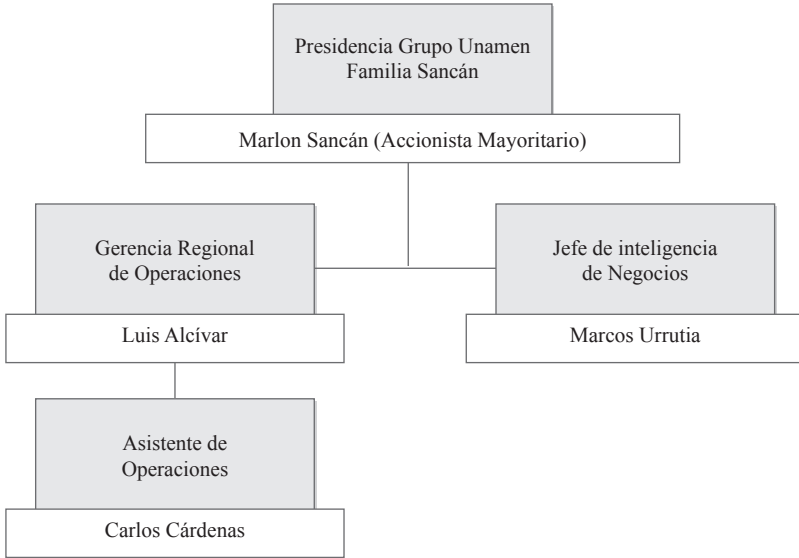 Presidencia Grupo Unamen
Familia Sancán
Marlon Sancán (Accionista Mayoritario)
Gerencia Regional
de Operaciones
Luis Alcívar
Jefe de inteligencia
de Negocios
Marcos Urrutia
Asistente de
Operaciones
Carlos Cárdenas